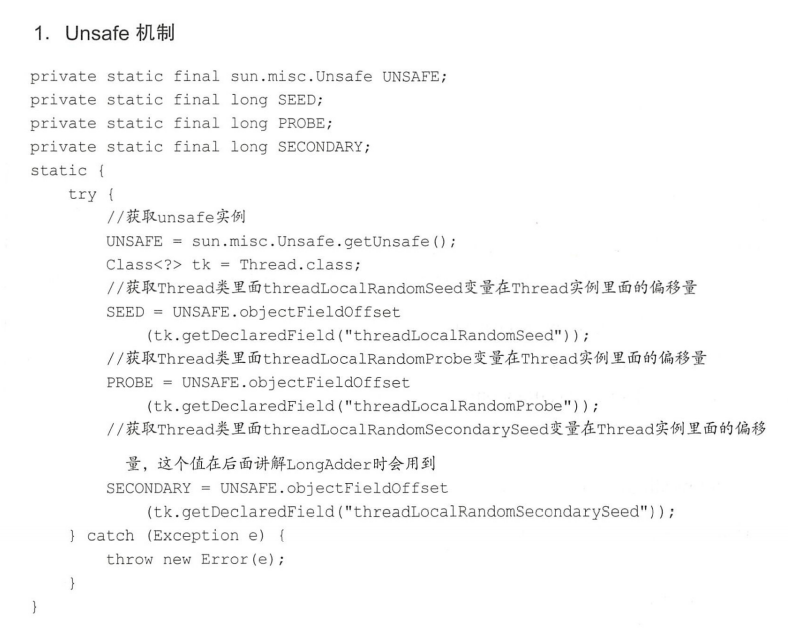 1. Unsafe 机制
private static final sun.misc.Unsafe UNSAFE;
private static final long SEED;
private static final long PROBE;
private static final long SECONDARY;
static {
    try {
        //获取unsafe实例
        UNSAFE = sun.misc.Unsafe.getUnsafe();
        Class<?> tk = Thread.class;
        //获取Thread类里面threadLocalRandomSeed变量在Thread实例里面的偏移量
        SEED = UNSAFE.objectFieldOffset
            (tk.getDeclaredField("threadLocalRandomSeed"));
        //获取Thread类里面threadLocalRandomProbe变量在Thread实例里面的偏移量
        PROBE = UNSAFE.objectFieldOffset
            (tk.getDeclaredField("threadLocalRandomProbe"));
        //获取Thread类里面threadLocalRandomSecondarySeed变量在Thread实例里面的偏移
          量，这个值在后面讲解LongAdder时会用到
        SECONDARY = UNSAFE.objectFieldOffset
            (tk.getDeclaredField("threadLocalRandomSecondarySeed"));
    } catch (Exception e) {
        throw new Error(e);
    }
}